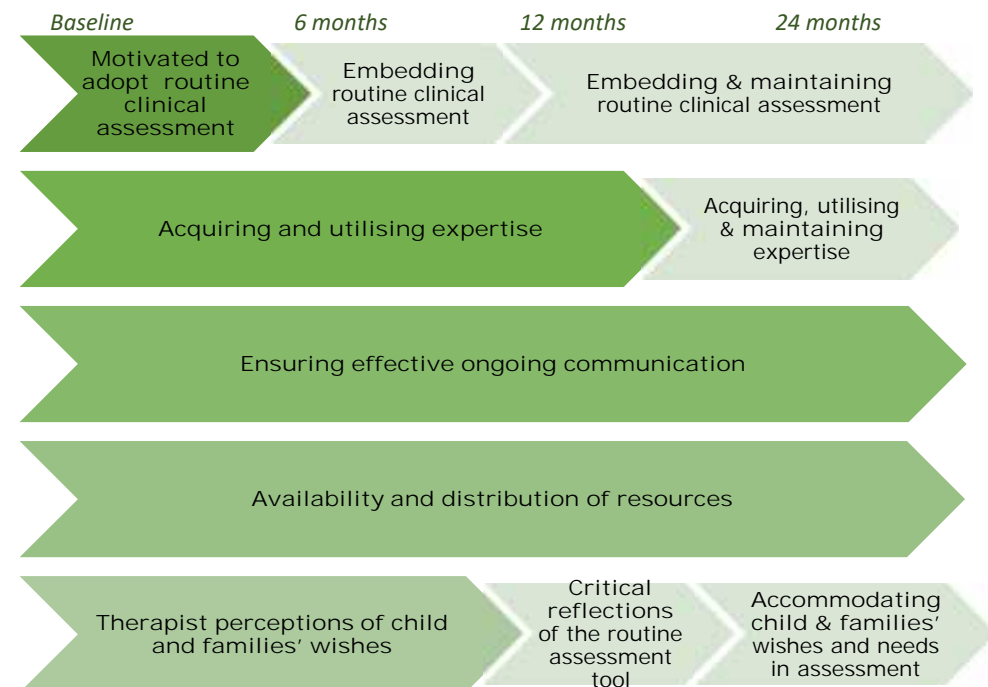 Baseline
6 months
12 months
24 months
Motivated to
adopt routine
clinical
assessment
Embedding
routine clinical
assessment
Embedding & maintaining
routine clinical assessment
Acquiring and utilising expertise
Acquiring, utilising
& maintaining
expertise
Ensuring effective ongoing communication
Availability and distribution of resources
Therapist perceptions of child
and families’ wishes
Critical
reflections
of the routine
assessment
tool
Accommodating
child & families’
wishes and needs
in assessment